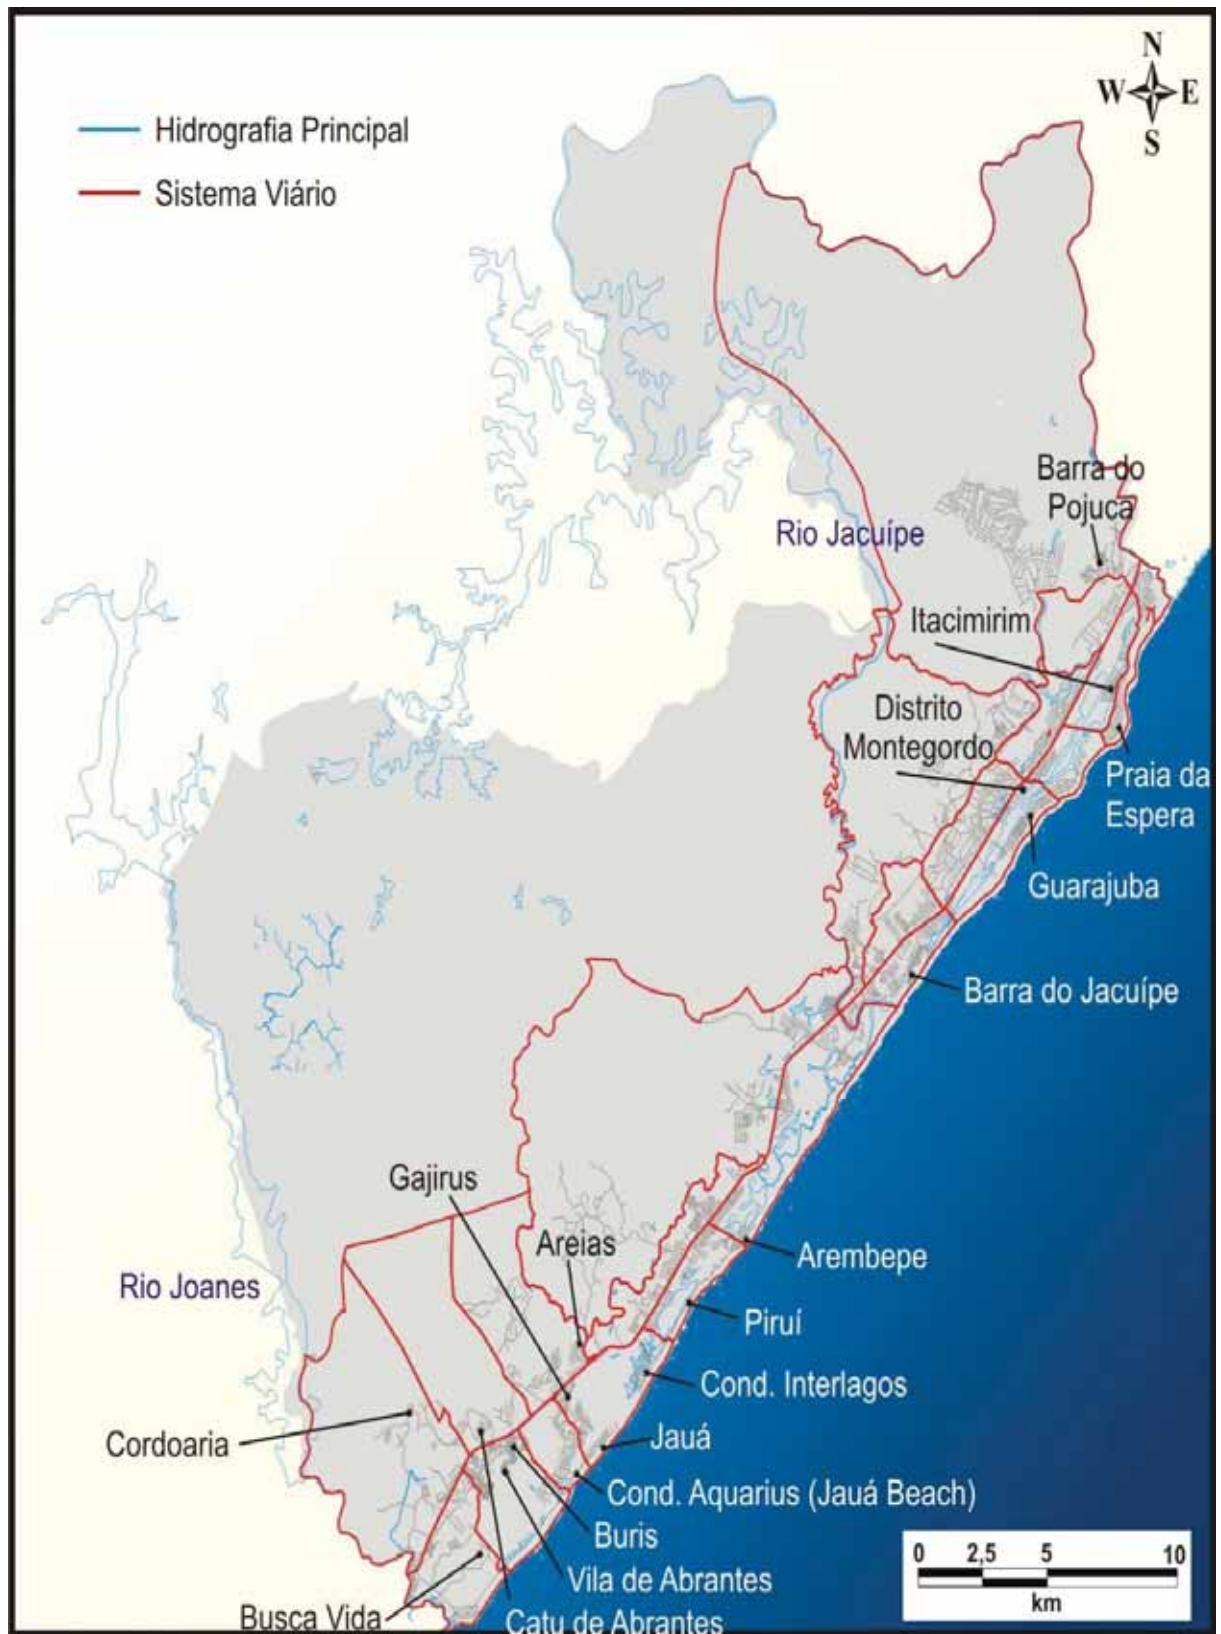 N
W E
S
Hidrografia Principal
Sistema Viário
Barra do
Pojuca
Rio Jacuípe
Itacimirim
Distrito
Montegordo
Praia da
Espera
Guarajuba
Barra do Jacuípe
Gajirus
Areias
Arembepe
Rio Joanes
Piruí
Cond. Interlagos
Cordoaria
Jauá
Cond. Aquarius (Jauá Beach)
Buris
Vila de Abrantes
Busca Vida
Catu de Abrantes
0 2,5 5 10
km